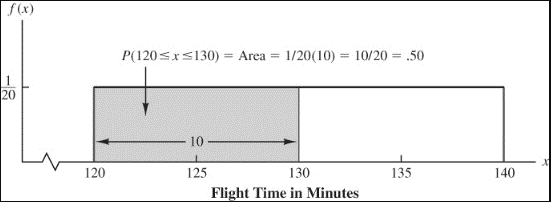 f(x)
P(120≤x≤130) = Area = 1/20(10) = 10/20 = .50
1
20
10
120 125 130 135 140 x
Flight Time in Minutes